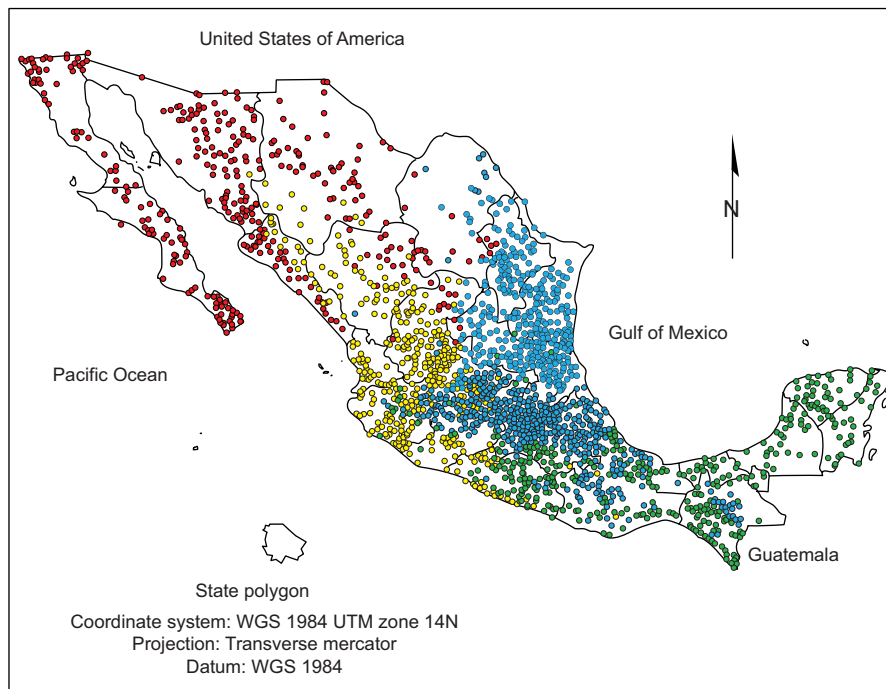 United States of America
N
Gulf of Mexico
Pacific Ocean
Guatemala
State polygon
Coordinate system: WGS 1984 UTM zone 14N
Projection: Transverse mercator
Datum: WGS 1984